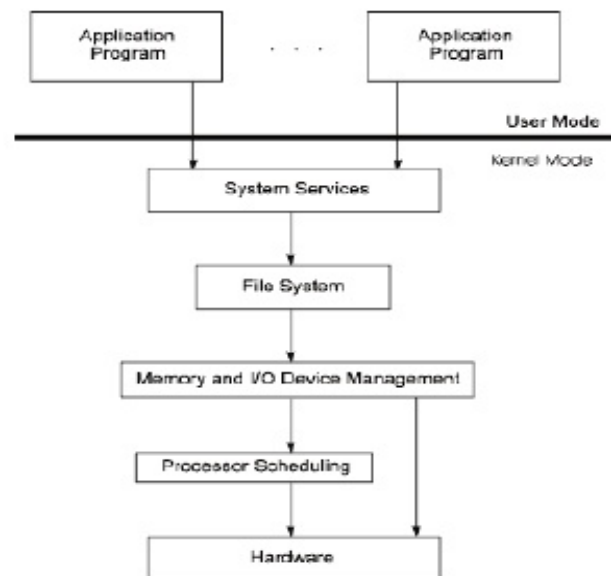 Application
Program
. . .
Application
Program
User Mode
Kernel Mode
System Services
File System
Memory and I/O Device Management
Processor Scheduling
Hardware